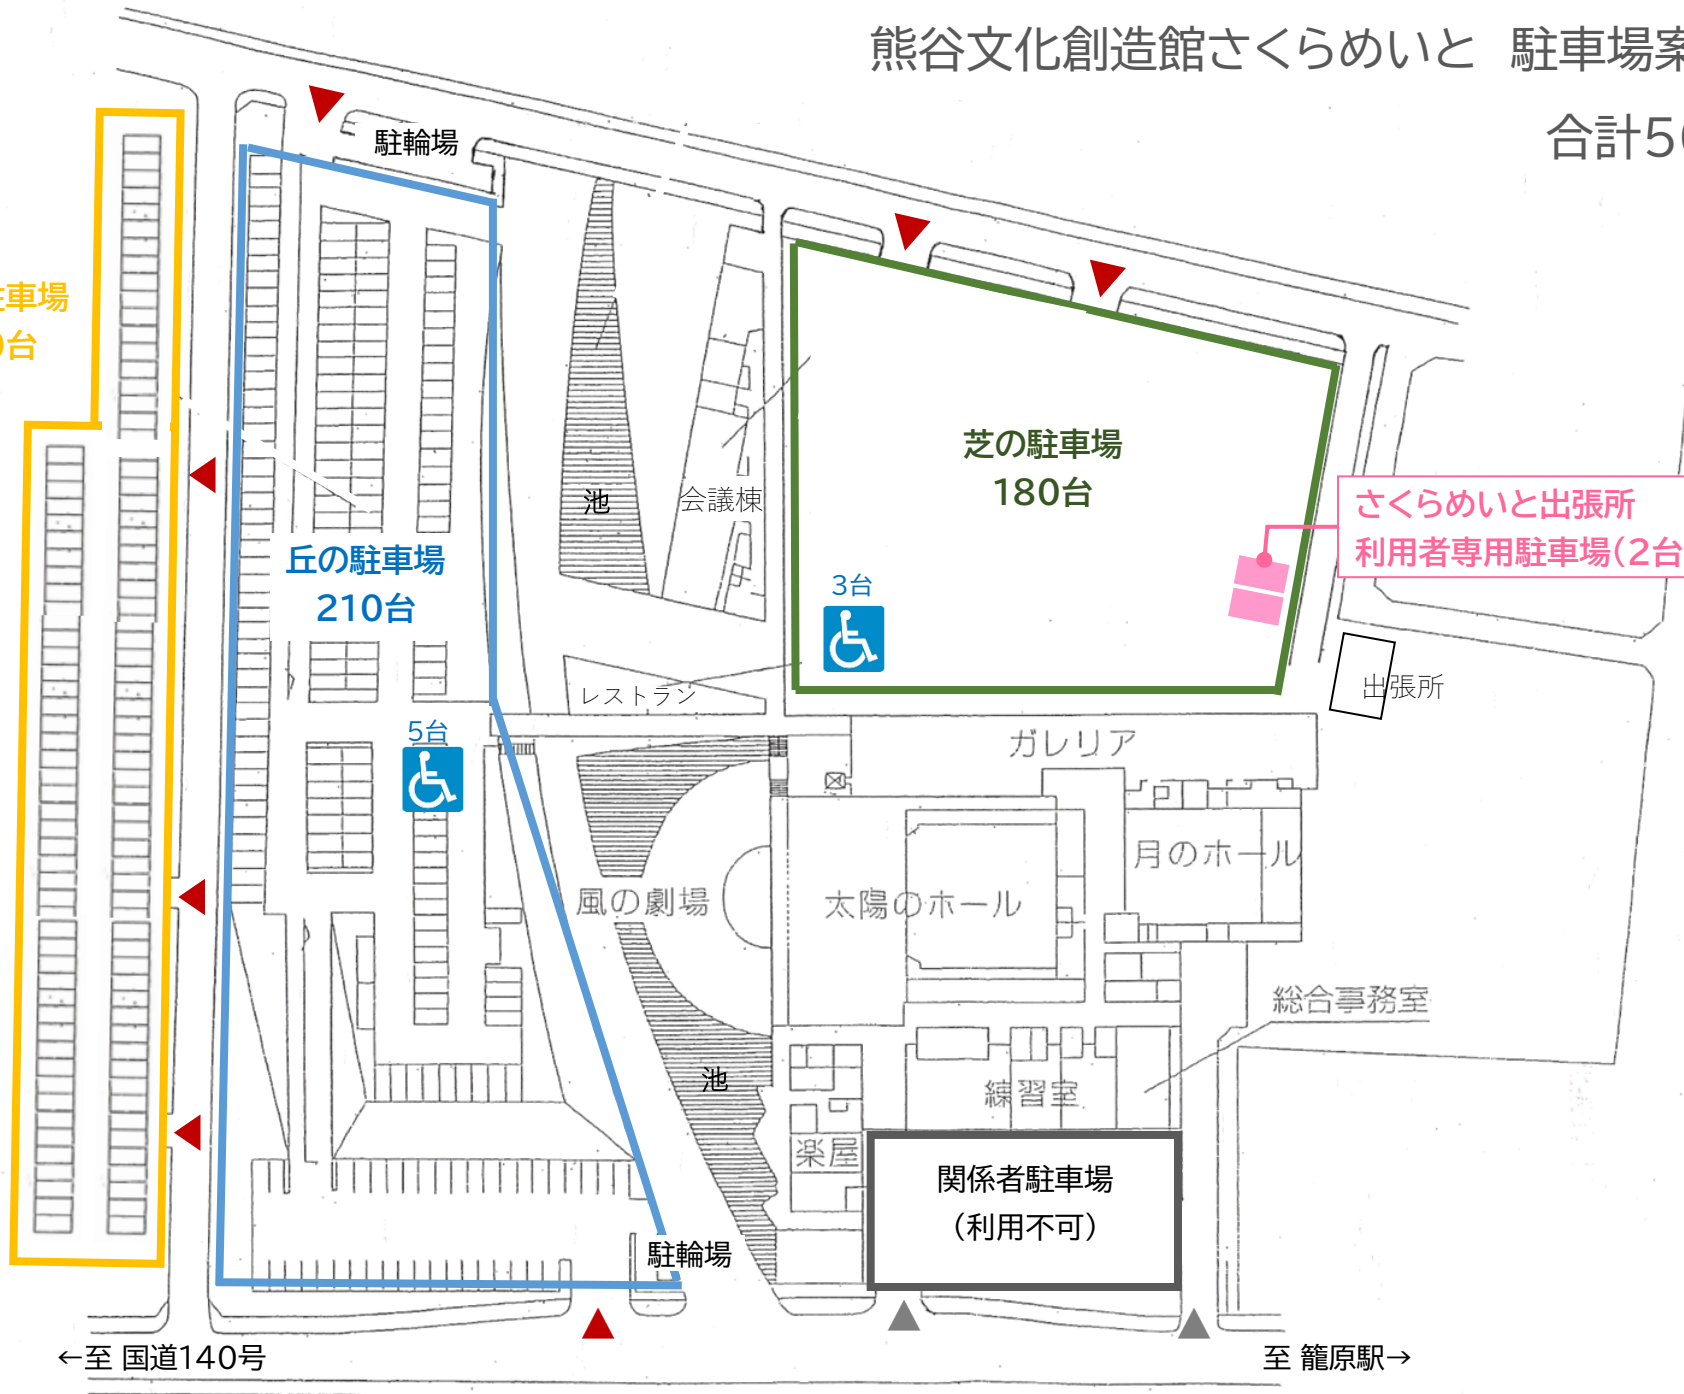 熊谷文化創造館さくらめいと 駐車場案
合計5
駐輪場
車場
台
芝の駐車場
180台
池
会議棟
さくらめいと出張所
利用者専用駐車場(2台
丘の駐車場
210台
3台
レストラン
出張所
5台
ガレリア
月のホール
風の劇場
太陽のホール
総合事務室
池
練習室
楽屋
関係者駐車場
(利用不可)
駐輪場
←至 国道140号
至 籠原駅→